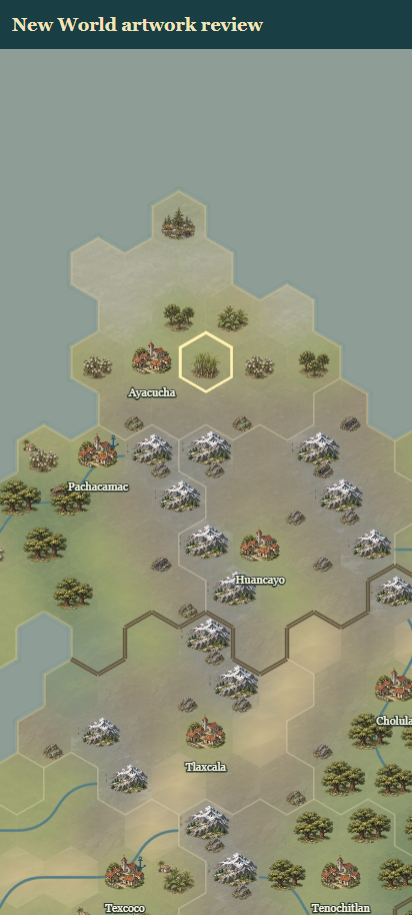 New World artwork review
Ayacucha
Pachacamac
Huancayo
Cholula
Tlaxcala
Texcoco
Tenochitlan